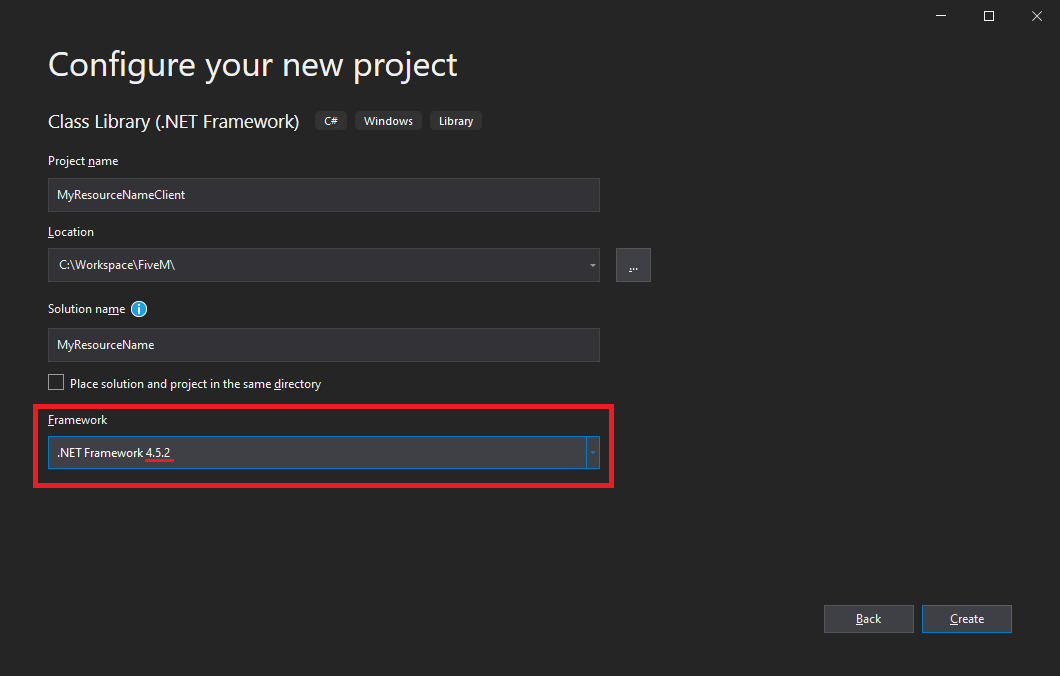 Configure your new project
Class Library (.NET Framework) C# Windows Library
Project name
MyResourceNameClient
Location
C:\Workspace\FiveM\
...
Solution name i
MyResourceName
Place solution and project in the same directory
Framework
.NET Framework 4.5.2
Back Create